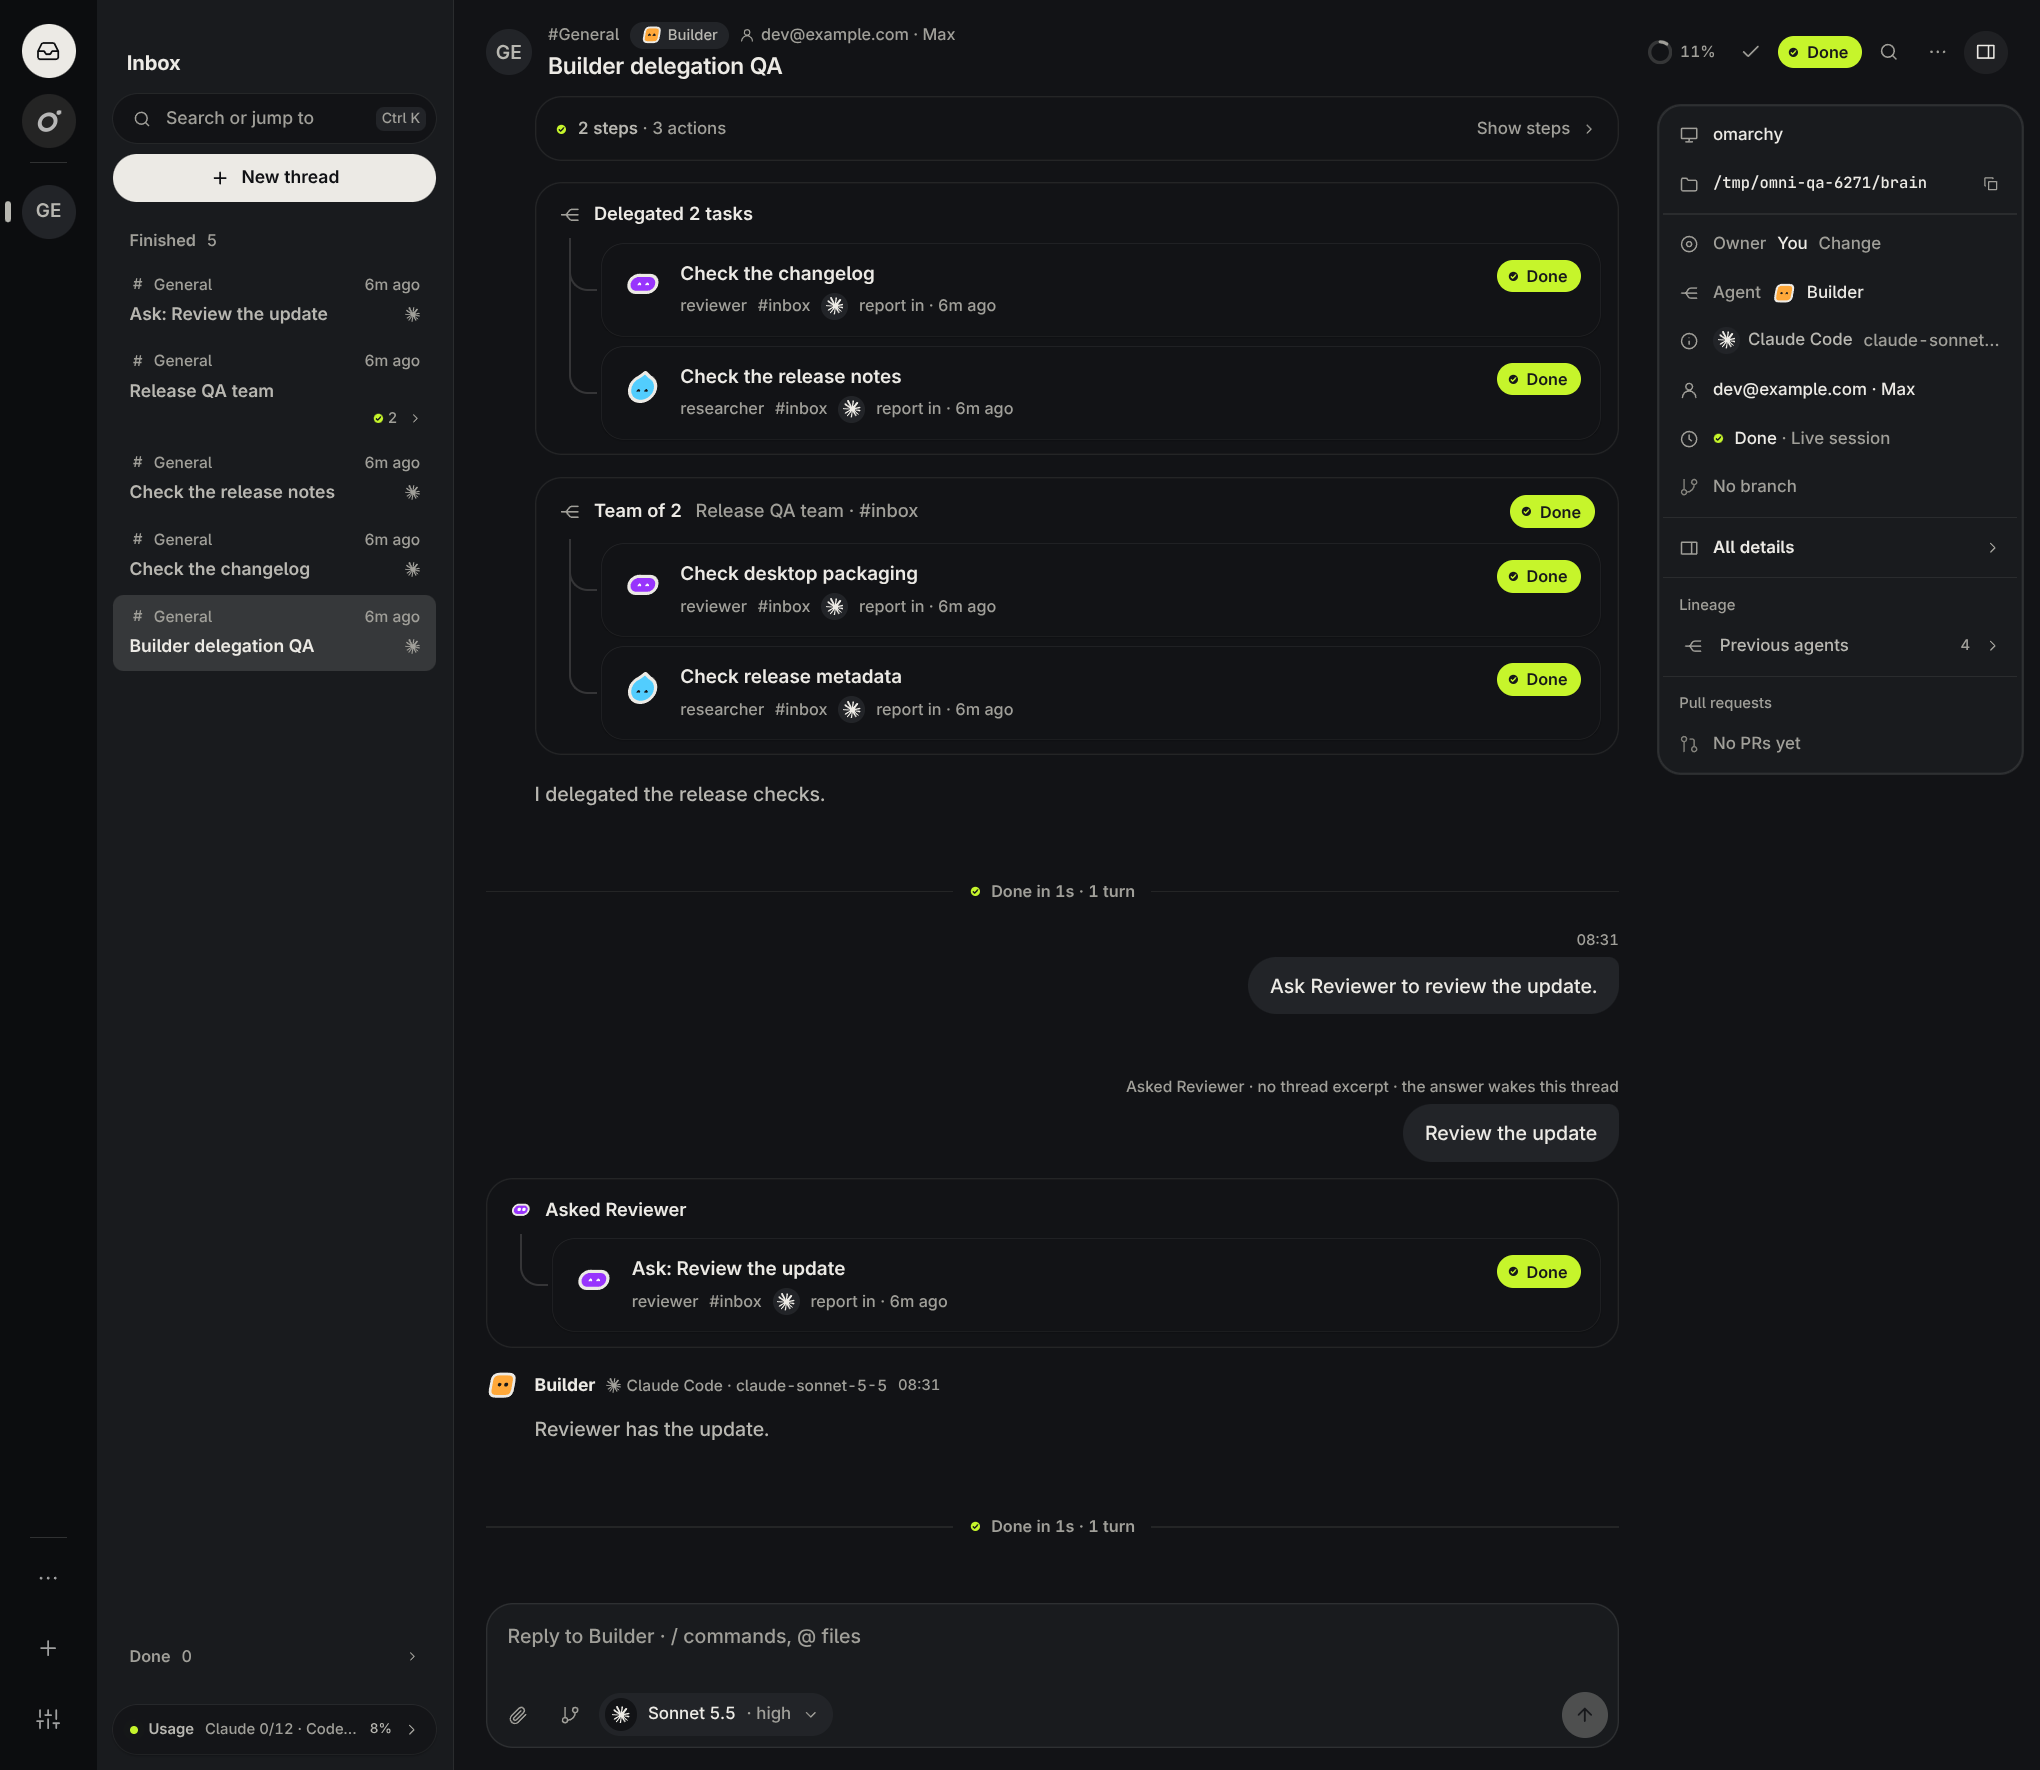 Inbox
Search or jump to Ctrl K
New thread
GE
Finished 5
# General 6m ago
Ask: Review the update
# General 6m ago
Release QA team
2
# General 6m ago
Check the release notes
# General 6m ago
Check the changelog
# General 6m ago
Builder delegation QA
Done 0
Usage Claude 0/12 · Code... 8%
GE
#General Builder dev@example.com · Max
Builder delegation QA
11% Done
2 steps · 3 actions Show steps
Delegated 2 tasks
Check the changelog Done
reviewer #inbox report in · 6m ago
Check the release notes Done
researcher #inbox report in · 6m ago
Team of 2 Release QA team · #inbox Done
Check desktop packaging Done
reviewer #inbox report in · 6m ago
Check release metadata Done
researcher #inbox report in · 6m ago
I delegated the release checks.
Done in 1s · 1 turn
08:31
Ask Reviewer to review the update.
Asked Reviewer · no thread excerpt · the answer wakes this thread
Review the update
Asked Reviewer
Ask: Review the update Done
reviewer #inbox report in · 6m ago
Builder Claude Code · claude-sonnet-5-5 08:31
Reviewer has the update.
Done in 1s · 1 turn
Reply to Builder · / commands, @ files
Sonnet 5.5 · high
omarchy
/tmp/omni-qa-6271/brain
Owner You Change
Agent Builder
Claude Code claude-sonnet...
dev@example.com · Max
Done · Live session
No branch
All details
Lineage
Previous agents 4
Pull requests
No PRs yet